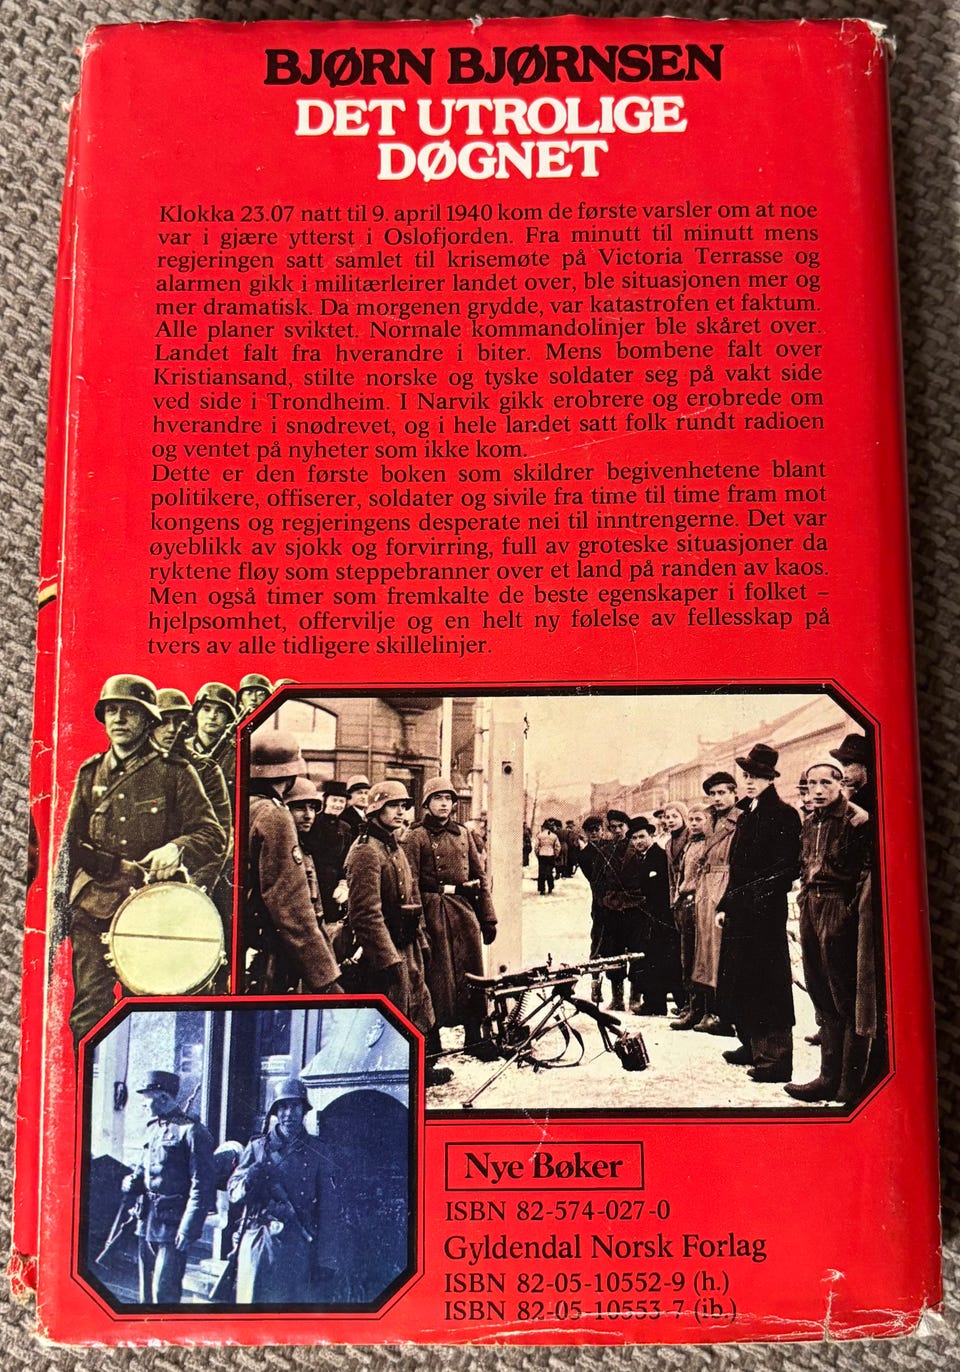 BJØRN BJØRNSEN
DET UTROLIGE
DØGNET
Klokka 23.07 natt til 9. april 1940 kom de første varsler om at noe
var i gjære ytterst i Oslofjorden. Fra minutt til minutt mens
regjeringen satt samlet til krisemøte på Victoria Terrasse og
alarmen gikk i militærleirer landet over, ble situasjonen mer og
mer dramatisk. Da morgenen grydde, var katastrofen et faktum.
Alle planer sviktet. Normale kommandolinjer ble skåret over.
Landet falt fra hverandre i biter. Mens bombene falt over
Kristiansand, stilte norske og tyske soldater seg på vakt side
ved side i Trondheim. I Narvik gikk erobrere og erobrede om
hverandre i snødrevet, og i hele landet satt folk rundt radioen
og ventet på nyheter som ikke kom.
Dette er den første boken som skildrer begivenhetene blant
politikere, offiserer, soldater og sivile fra time til time fram mot
kongens og regjeringens desperate nei til inntrengerne. Det var
øyeblikk av sjokk og forvirring, full av groteske situasjoner da
ryktene fløy som steppebranner over et land på randen av kaos.
Men også timer som fremkalte de beste egenskaper i folket –
hjelpsomhet, offervilje og en helt ny følelse av fellesskap på
tvers av alle tidligere skillelinjer.
Nye Bøker
ISBN 82-574-027-0
Gyldendal Norsk Forlag
ISBN 82-05-10552-9 (h.)
ISBN 82-05-10553-7 (ib.)